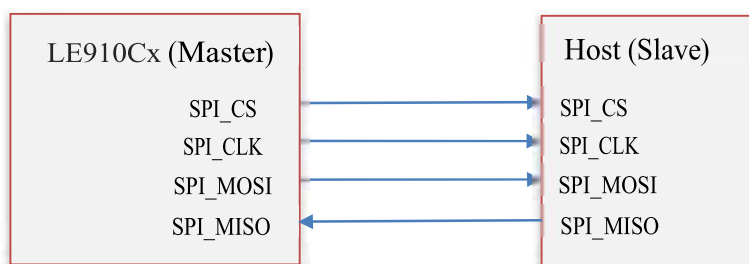 LE910Cx (Master)
SPI_CS
SPI_CLK
SPI_MOSI
SPI_MISO
Host (Slave)
SPI_CS
SPI_CLK
SPI_MOSI
SPI_MISO